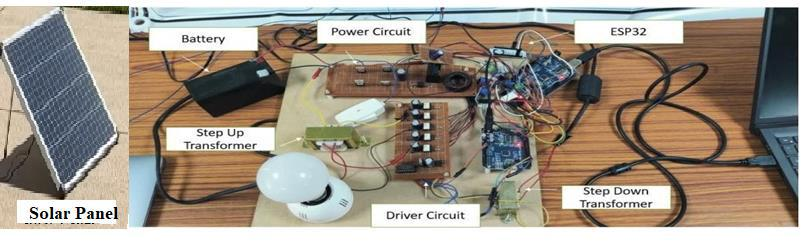 Battery
Power Circuit
ESP32
Step Up
Transformer
Driver Circuit
Step Down
Transformer
Solar Panel